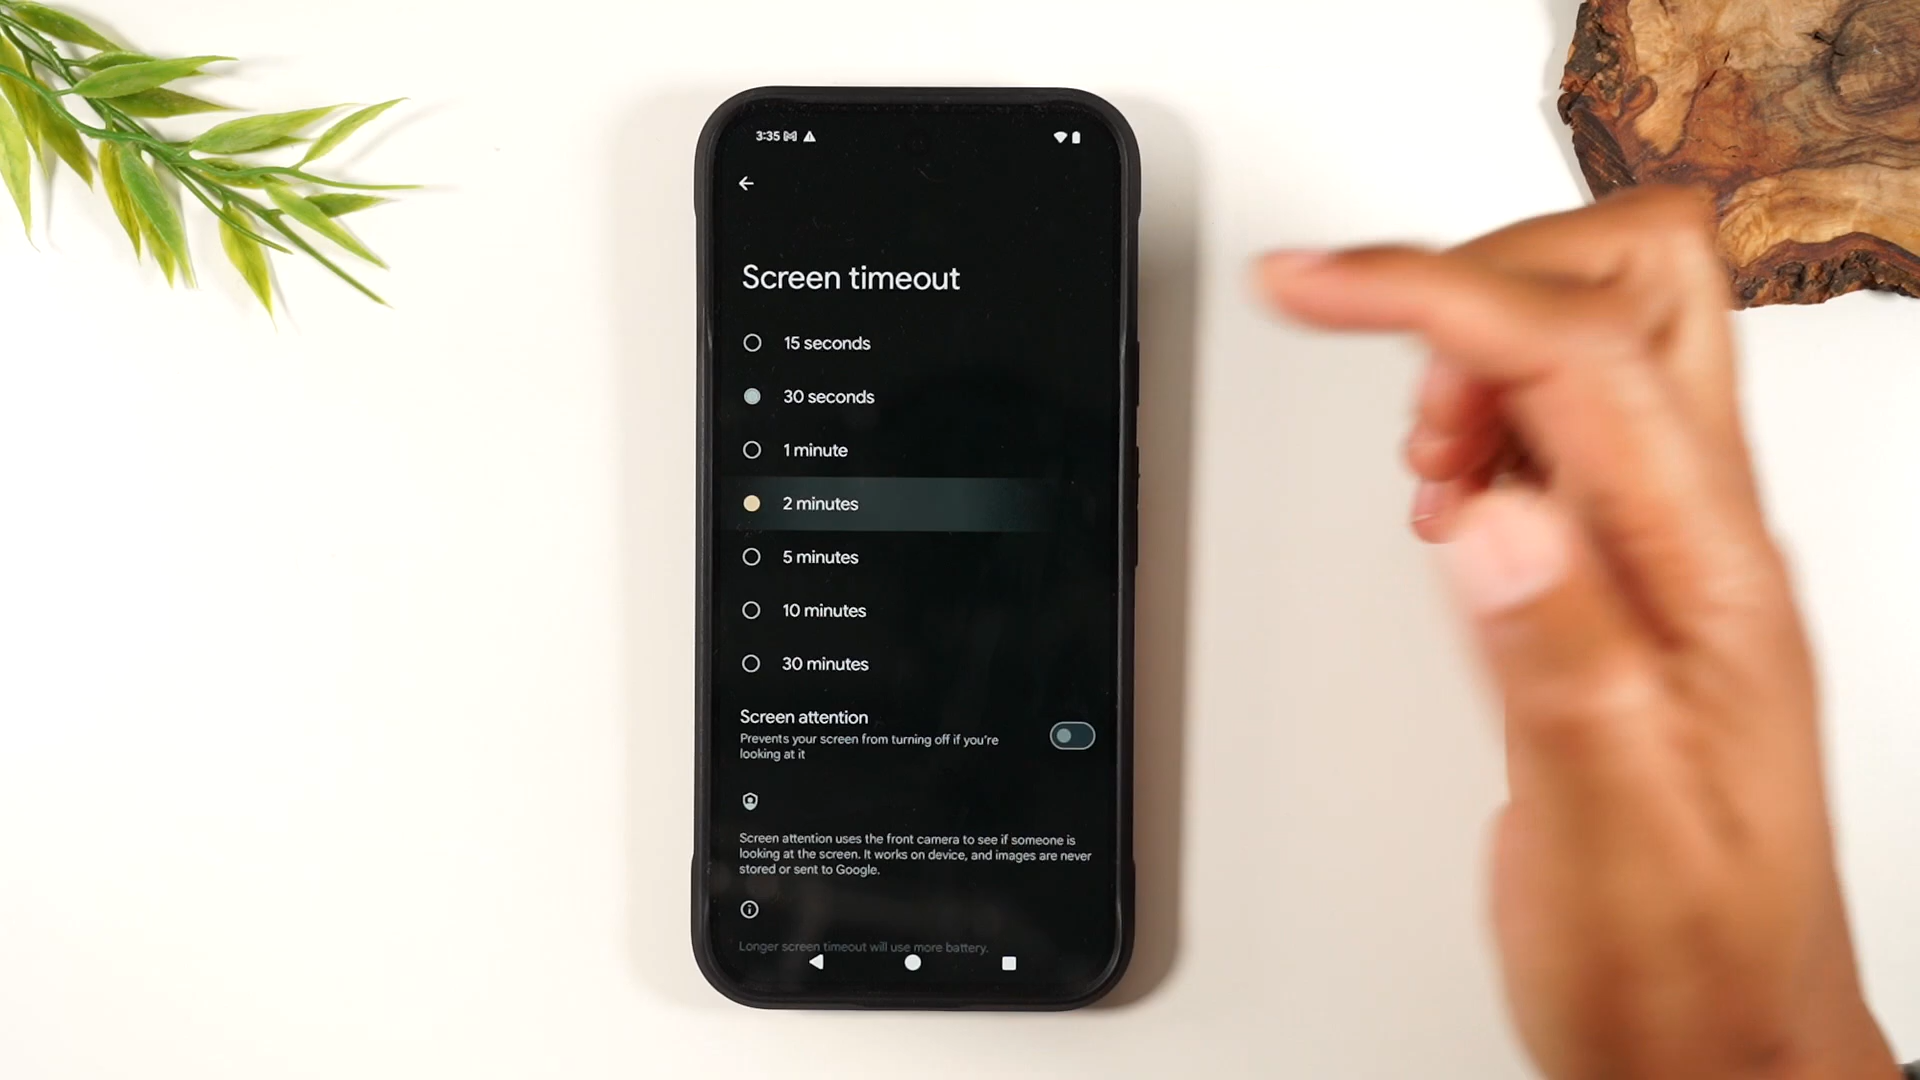 3:35
Screen timeout
15 seconds
30 seconds
1 minute
2 minutes
5 minutes
10 minutes
30 minutes
Screen attention
Prevents your screen from turning off if you're
looking at it
Screen attention uses the front camera to see if someone is
looking at the screen. It works on device, and images are never
stored or sent to Google.
Longer screen timeout will use more battery.